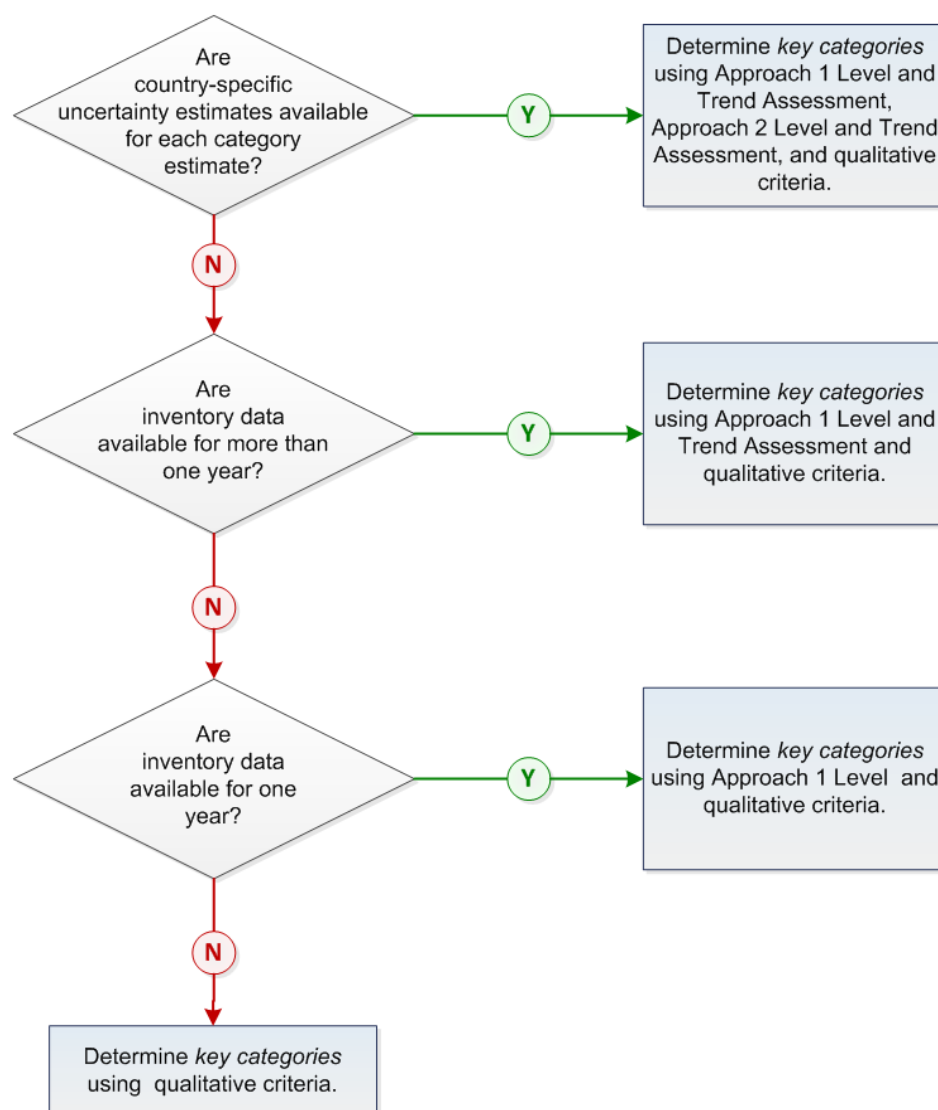 Are
country-specific
uncertainty estimates available
for each category
estimate?
Y
Determine key categories
using Approach 1 Level and
Trend Assessment,
Approach 2 Level and Trend
Assessment, and qualitative
criteria.
N
Are
inventory data
available for more than
one year?
Y
Determine key categories
using Approach 1 Level and
Trend Assessment and
qualitative criteria.
N
Are
inventory data
available for one
year?
Y
Determine key categories
using Approach 1 Level  and
qualitative criteria.
N
Determine key categories
using  qualitative criteria.